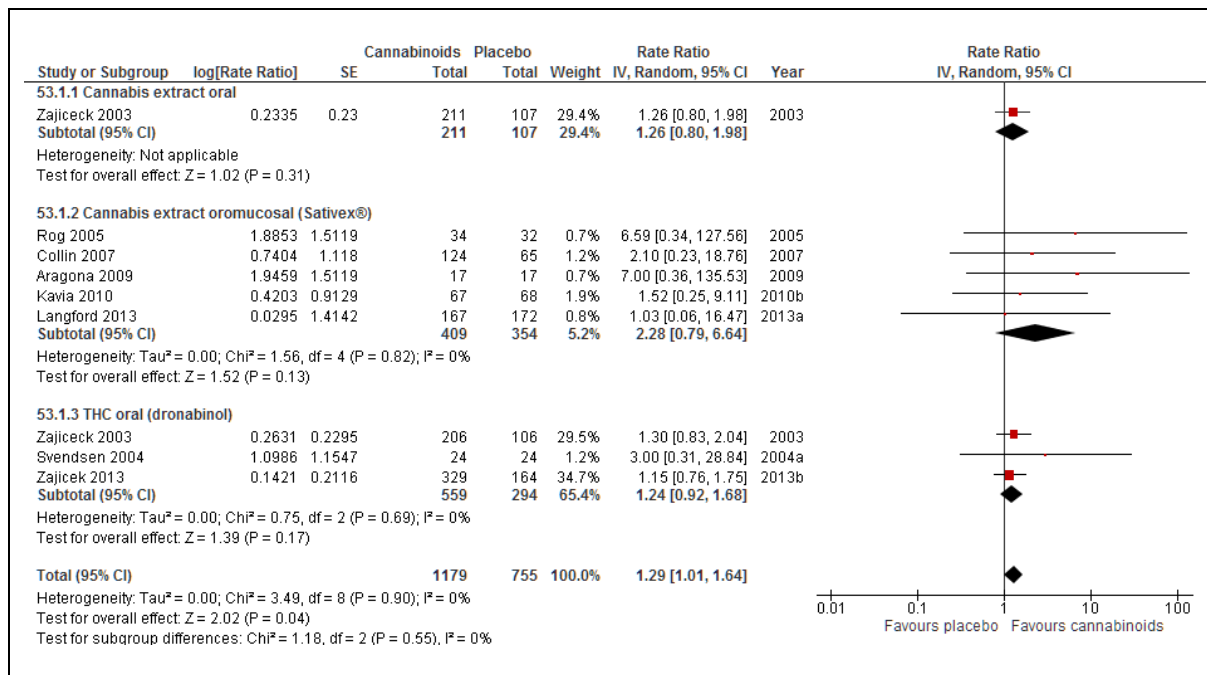 Cannabinoids Placebo Rate Ratio Rate Ratio
Study or Subgroup log[Rate Ratio] SE Total Total Weight IV, Random, 95% CI Year IV, Random, 95% CI
53.1.1 Cannabis extract oral
Zajiceck 2003 0.2335 0.23 211 107 29.4% 1.26 [0.80, 1.98] 2003
Subtotal (95% CI) 211 107 29.4% 1.26 [0.80, 1.98]
Heterogeneity: Not applicable
Test for overall effect: Z = 1.02 (P = 0.31)
53.1.2 Cannabis extract oromucosal (Sativex®)
Rog 2005 1.8853 1.5119 34 32 0.7% 6.59 [0.34, 127.56] 2005
Collin 2007 0.7404 1.118 124 65 1.2% 2.10 [0.23, 18.76] 2007
Aragona 2009 1.9459 1.5119 17 17 0.7% 7.00 [0.36, 135.53] 2009
Kavia 2010 0.4203 0.9129 67 68 1.9% 1.52 [0.25, 9.11] 2010b
Langford 2013 0.0295 1.4142 167 172 0.8% 1.03 [0.06, 16.47] 2013a
Subtotal (95% CI) 409 354 5.2% 2.28 [0.79, 6.64]
Heterogeneity: Tau² = 0.00; Chi² = 1.56, df = 4 (P = 0.82); I² = 0%
Test for overall effect: Z = 1.52 (P = 0.13)
53.1.3 THC oral (dronabinol)
Zajiceck 2003 0.2631 0.2295 206 106 29.5% 1.30 [0.83, 2.04] 2003
Svendsen 2004 1.0986 1.1547 24 24 1.2% 3.00 [0.31, 28.84] 2004a
Zajicek 2013 0.1421 0.2116 329 164 34.7% 1.15 [0.76, 1.75] 2013b
Subtotal (95% CI) 559 294 65.4% 1.24 [0.92, 1.68]
Heterogeneity: Tau² = 0.00; Chi² = 0.75, df = 2 (P = 0.69); I² = 0%
Test for overall effect: Z = 1.39 (P = 0.17)
Total (95% CI) 1179 755 100.0% 1.29 [1.01, 1.64]
Heterogeneity: Tau² = 0.00; Chi² = 3.49, df = 8 (P = 0.90); I² = 0%
Test for overall effect: Z = 2.02 (P = 0.04)
Test for subgroup differences: Chi² = 1.18, df = 2 (P = 0.55), I² = 0%
0.01 0.1 1 10 100
Favours placebo Favours cannabinoids